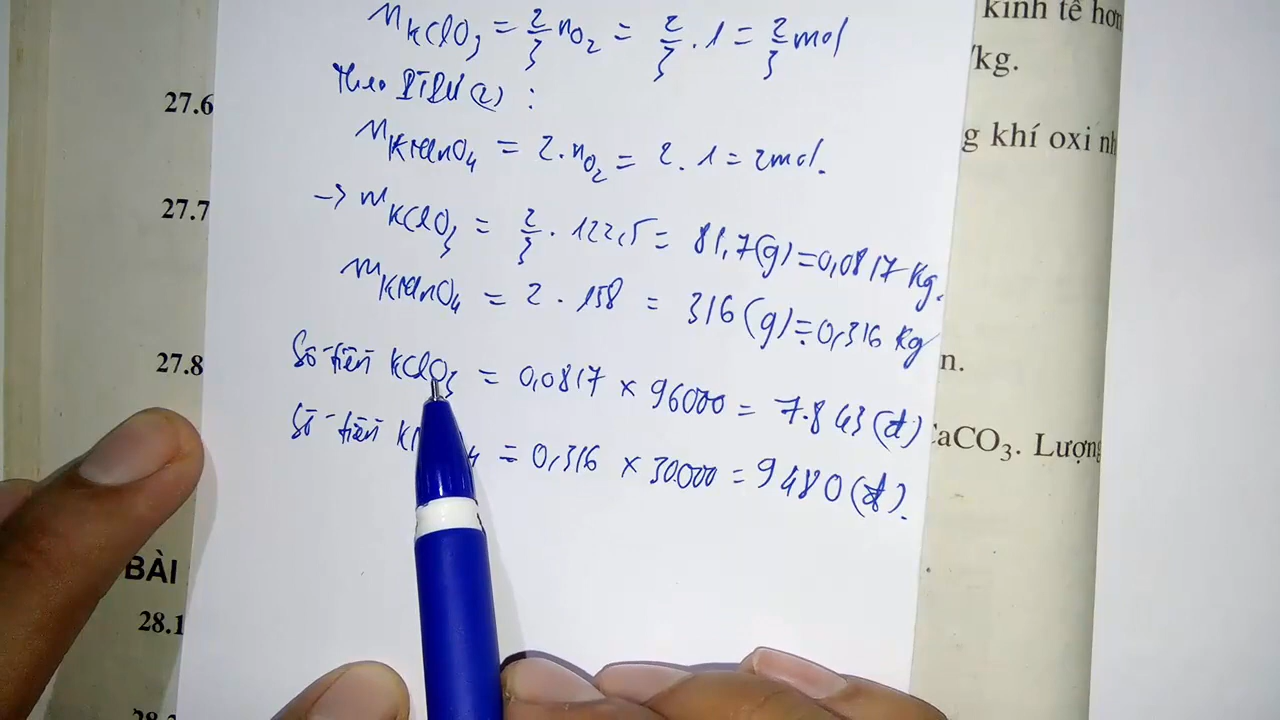 nKClO3 = 2/3 nO2 = 2/3 . 1 = 2/3 mol
Theo PTPƯ(2) :
nKMnO4 = 2. nO2 = 2. 1 = 2mol.
→ mKClO3 = 2/3 . 122,5 = 81,7(g) = 0,0817 Kg.
mKMnO4 = 2 . 158 = 316 (g) = 0,316 Kg
Số tiền KClO3 = 0,0817 × 96000 = 7.843 (đ)
Số tiền = 0,316 × 30.000 = 9480 (đ).
kinh tế hơn
/kg.
27.6
g khí oxi
27.7
27.8
n.
CaCO3. Lượng
BÀI
28.1